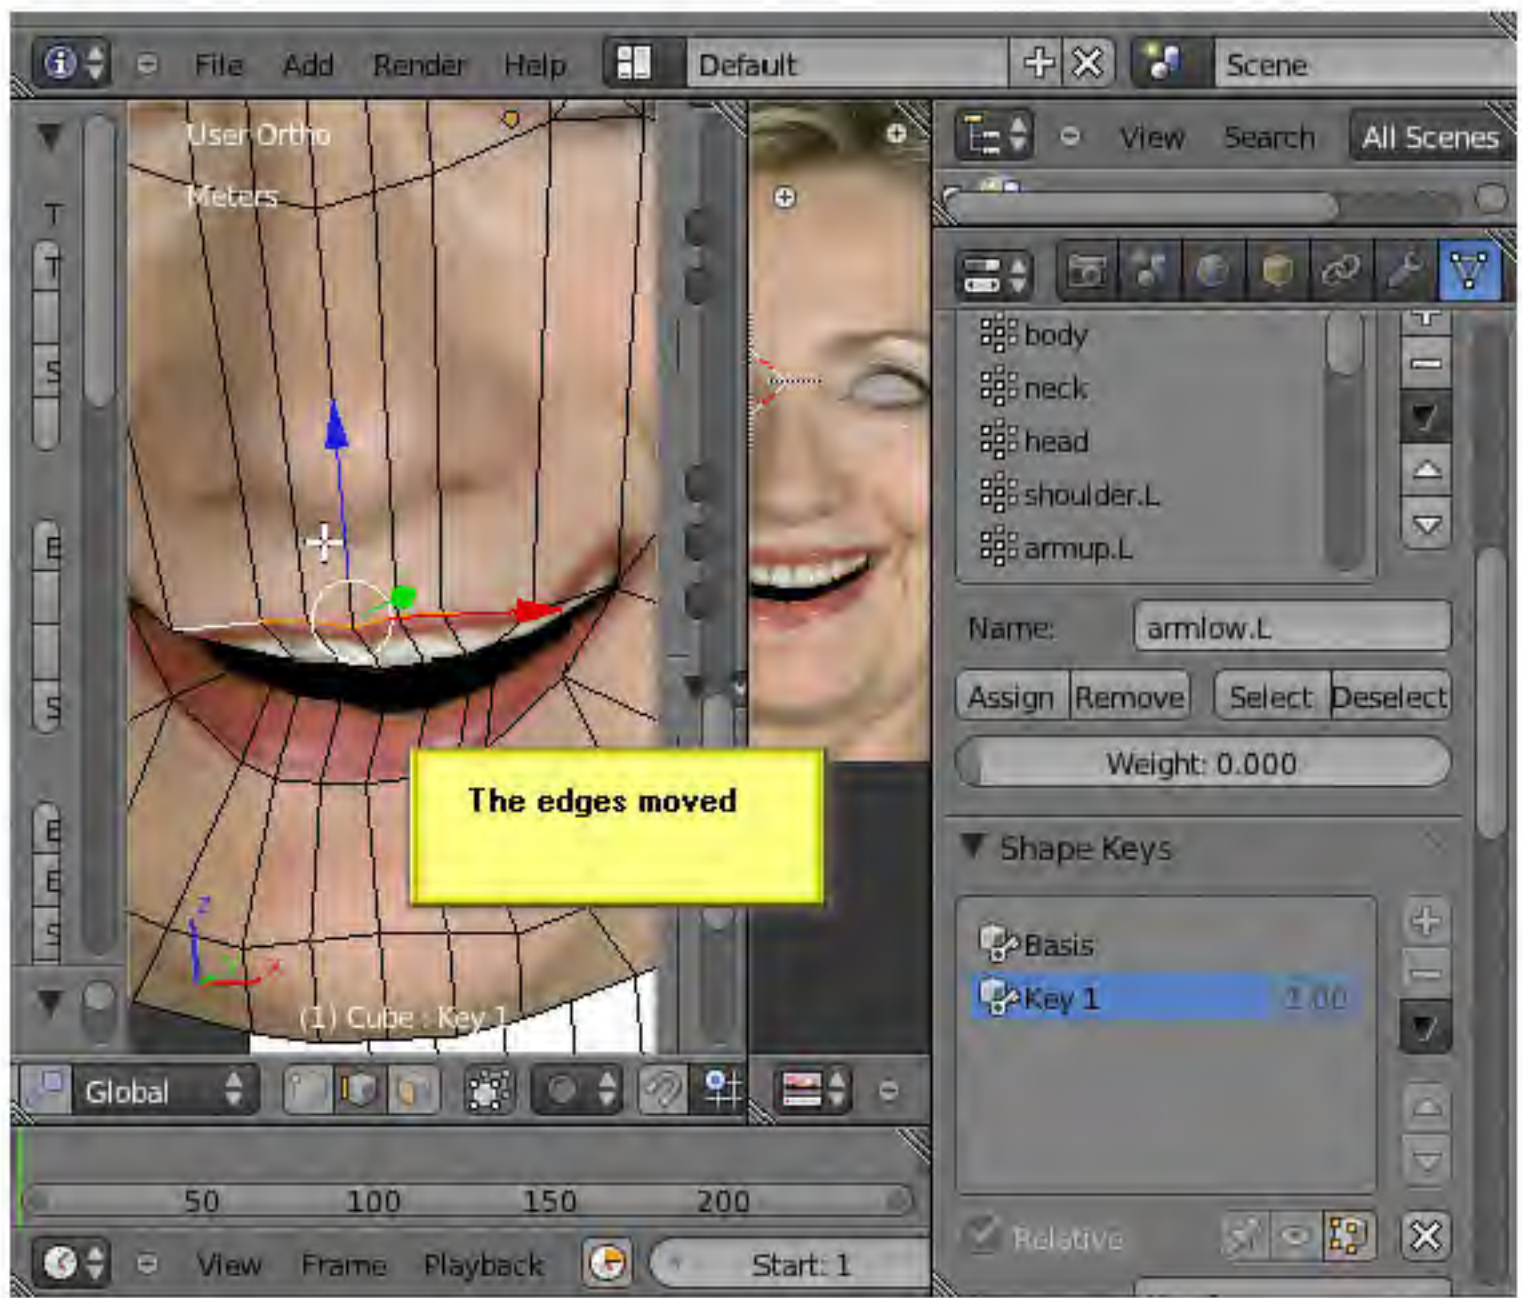 File Add Render Help Default Scene
User Ortho
Meters
View Search All Scenes
T
T
S
E
S
E
E
S
body
neck
head
shoulder.L
armup.L
Name: armlow.L
Assign Remove Select Deselect
Weight: 0.000
The edges moved
Shape Keys
Basis
Key 1
z
x
(1) Cube : Key 1
Global
50 100 150 200
Relative
View Frame Playback Start: 1